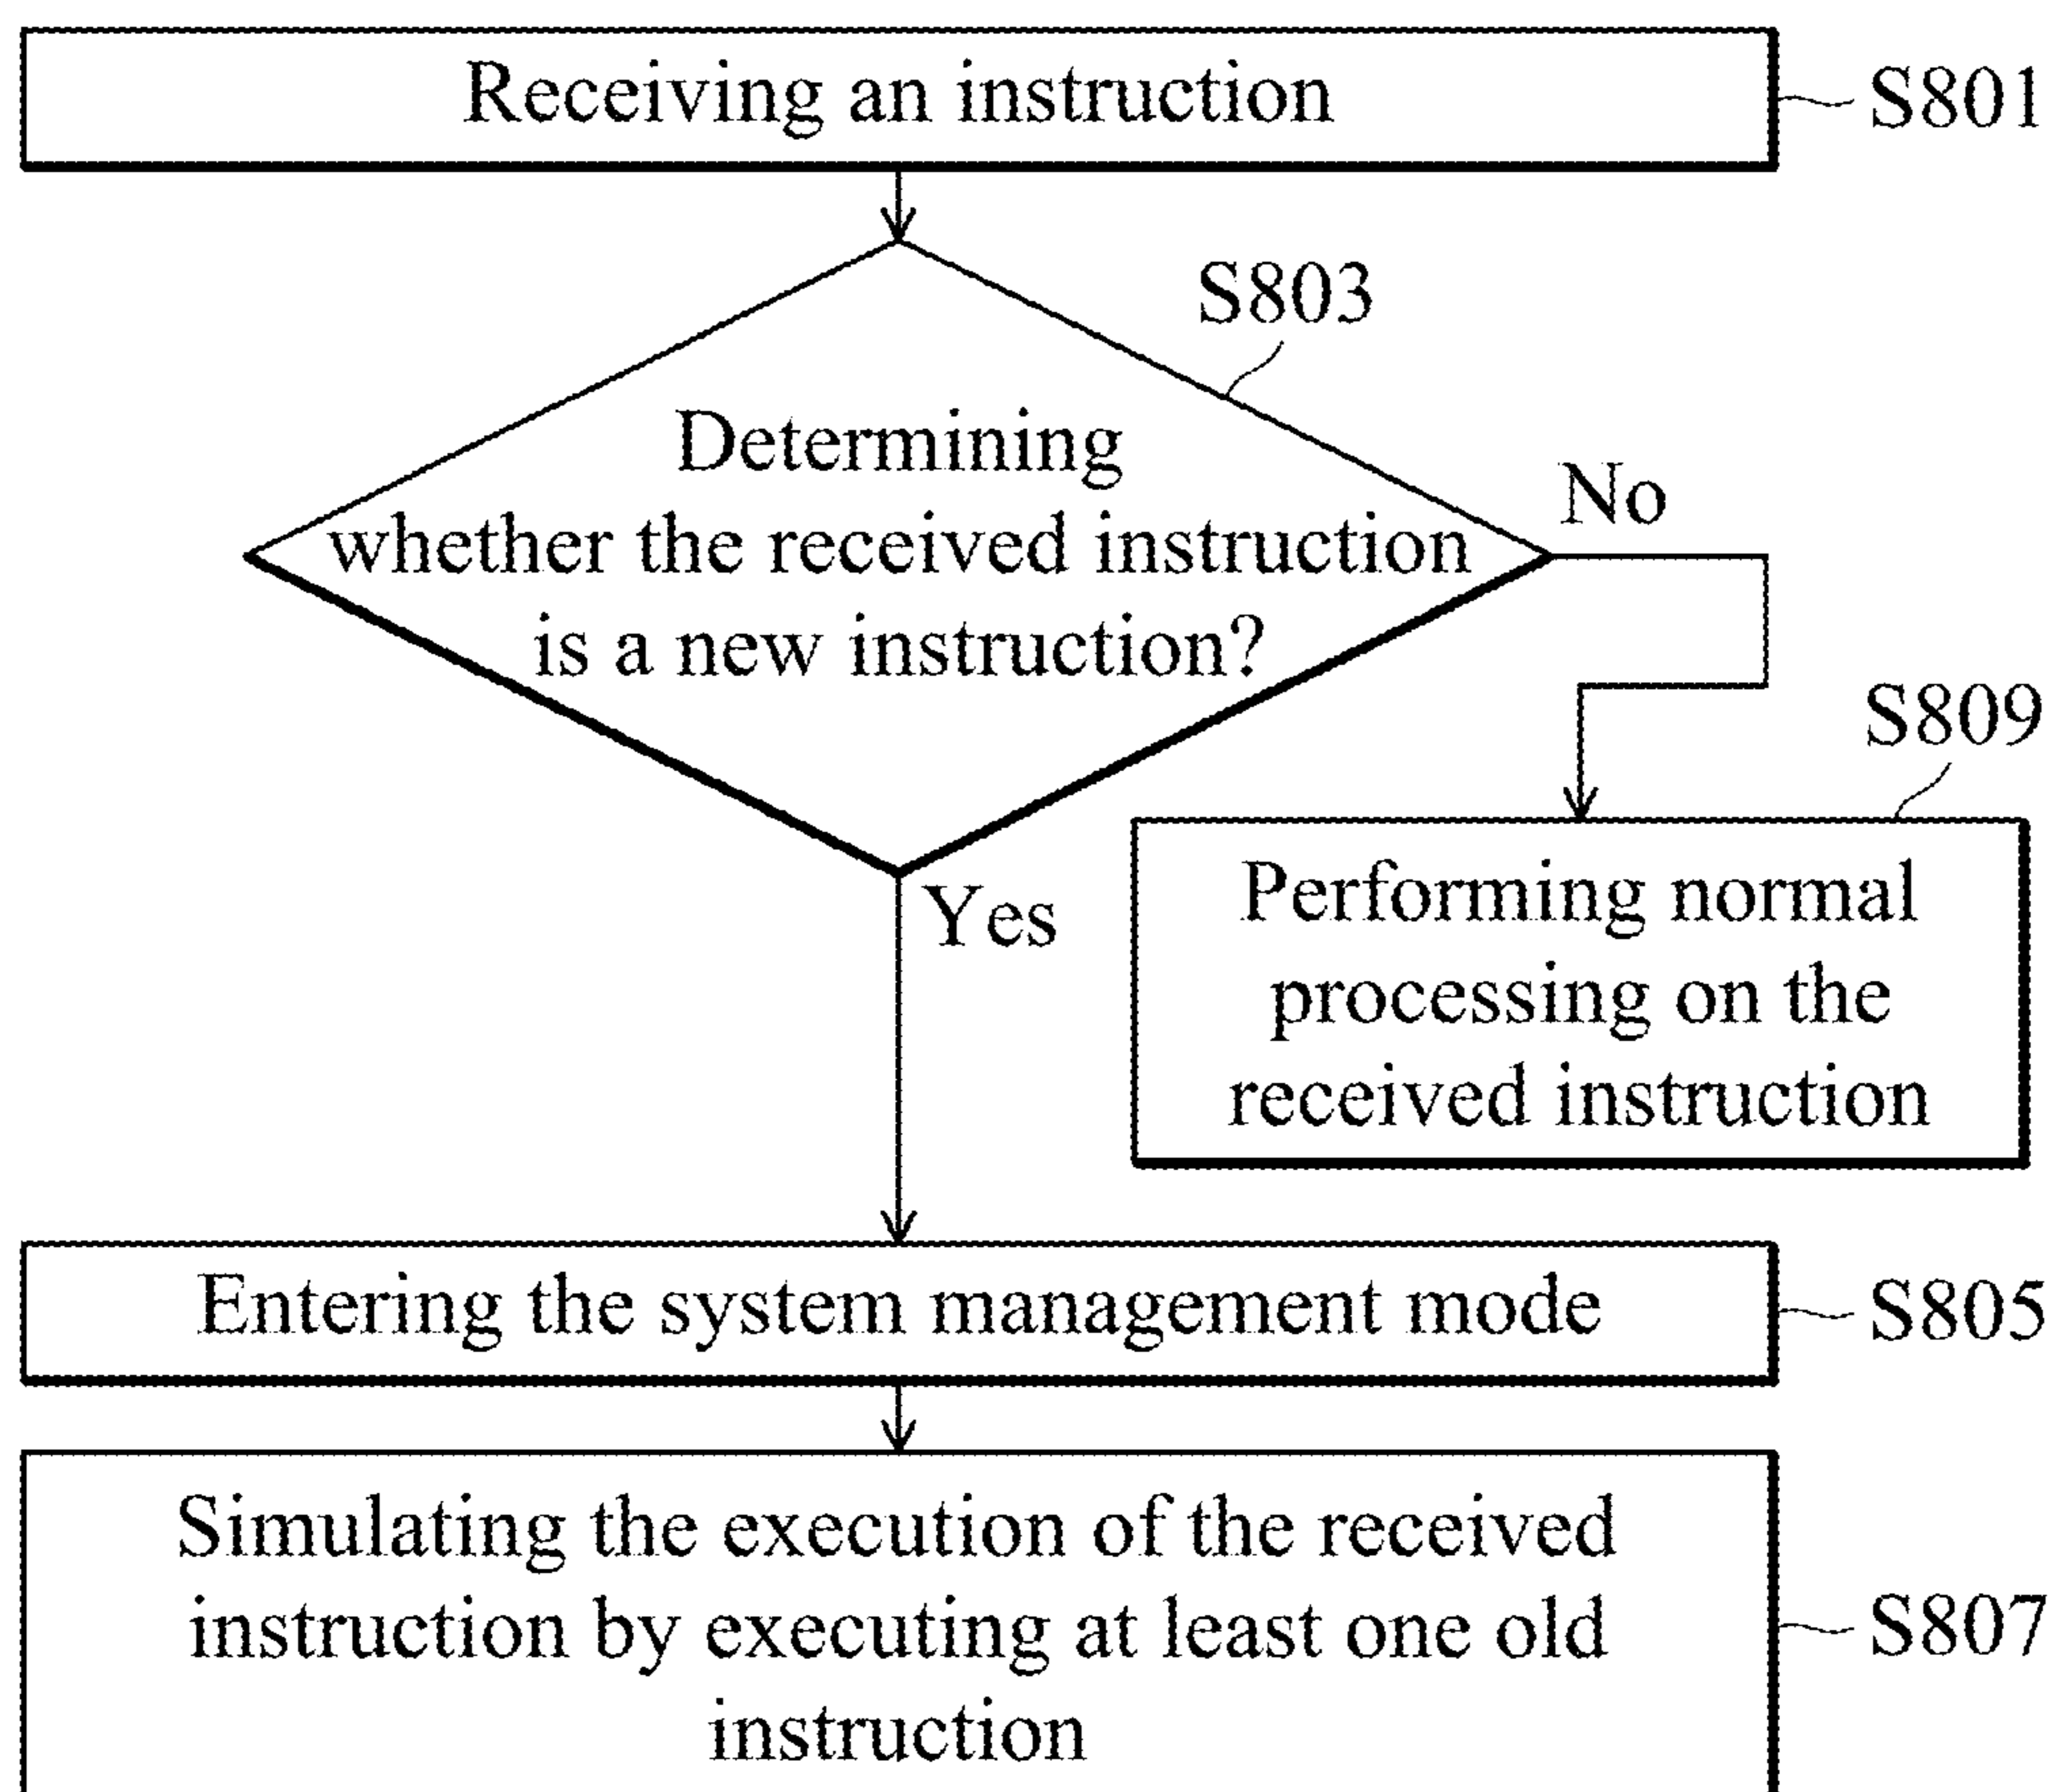 Receiving an instruction
S801
S803
Determining
whether the received instruction
is a new instruction?
No
Yes
S809
Performing normal
processing on the
received instruction
Entering the system management mode
S805
Simulating the execution of the received
instruction by executing at least one old
instruction
S807